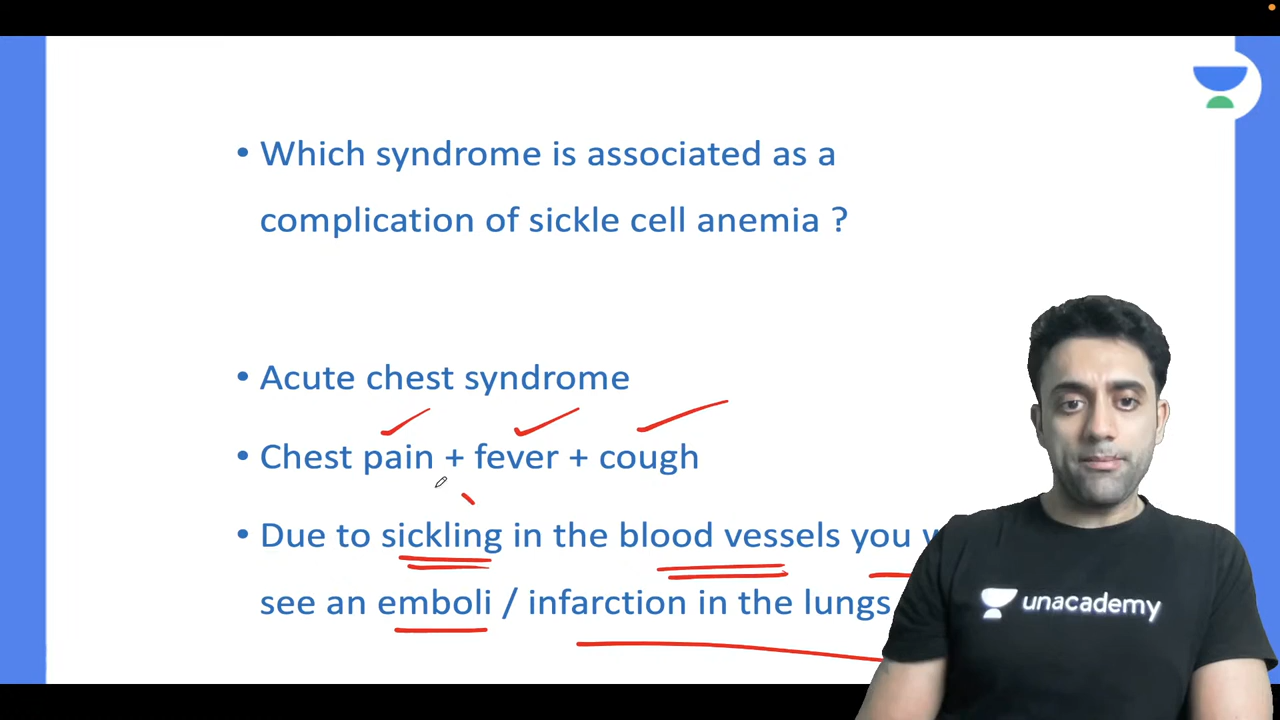 • Which syndrome is associated as a
complication of sickle cell anemia ?
• Acute chest syndrome
• Chest pain + fever + cough
• Due to sickling in the blood vessels you
see an emboli / infarction in the lungs
unacademy